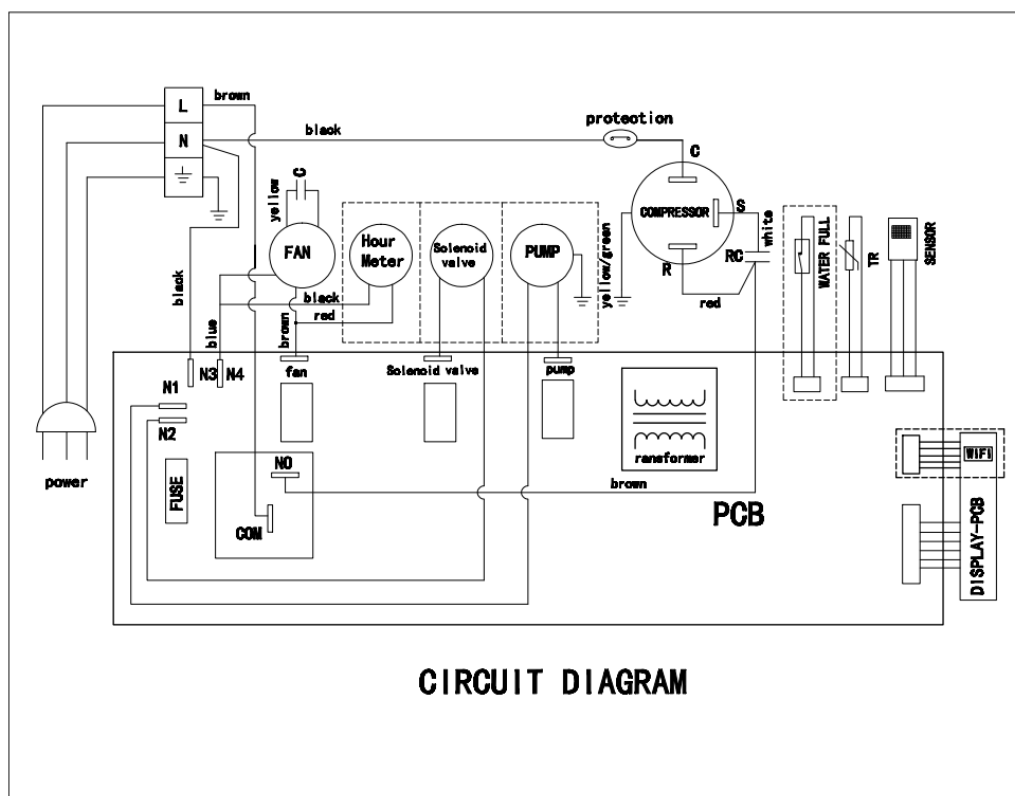 L
brown
N
black
protection
C
yellow
C
FAN
Hour
Meter
Solenoid
valve
PUMP
yellow/green
COMPRESSOR
S
white
R
RC
red
WATER FULL
TR
SENSOR
black
blue
brown
black
red
N1
N3
N4
fan
Solenoid valve
pump
N2
ransformer
power
FUSE
NO
COM
brown
PCB
WiFi
DISPLAY-PCB
CIRCUIT DIAGRAM